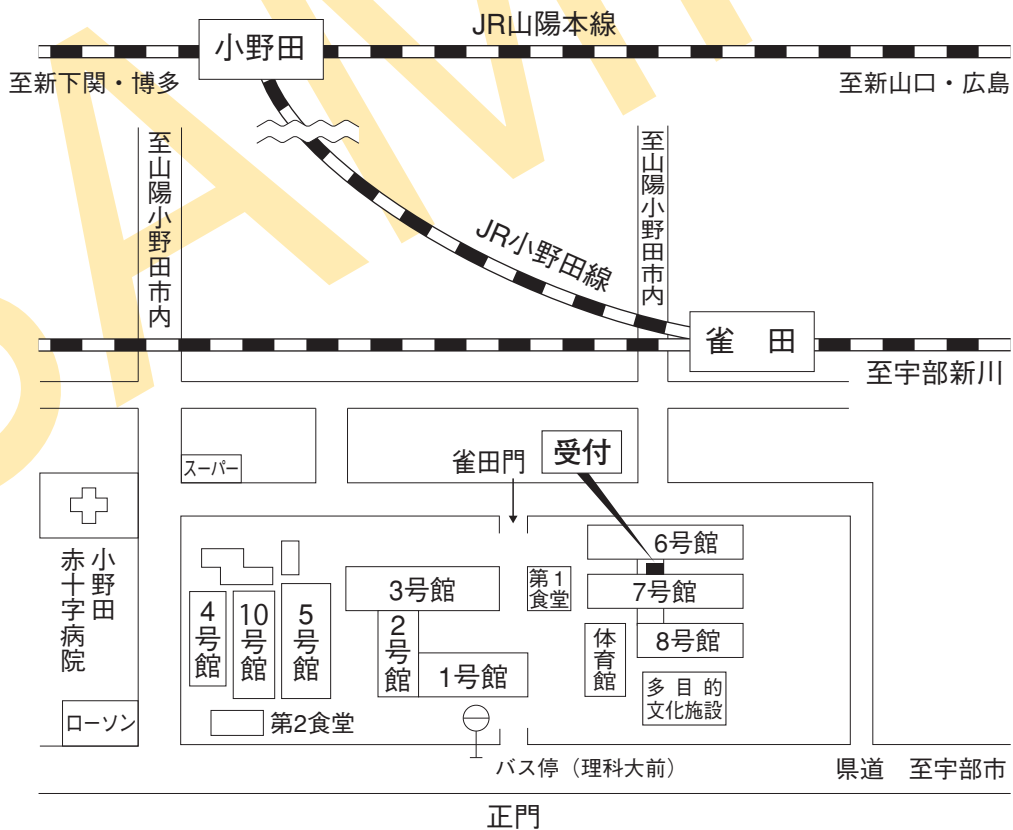 JR山陽本線
小野田
至新下関・博多
至新山口・広島
至山陽小野田市内
至山陽小野田市内
JR小野田線
雀 田
至宇部新川
スーパー
雀田門
受付
小野田
赤十字病院
6号館
3号館
第1
食堂
7号館
4号館
10号館
5号館
2号館
体育館
8号館
1号館
多目的
文化施設
ローソン
第2食堂
バス停（理科大前）
県道 至宇部市
正門
SAM